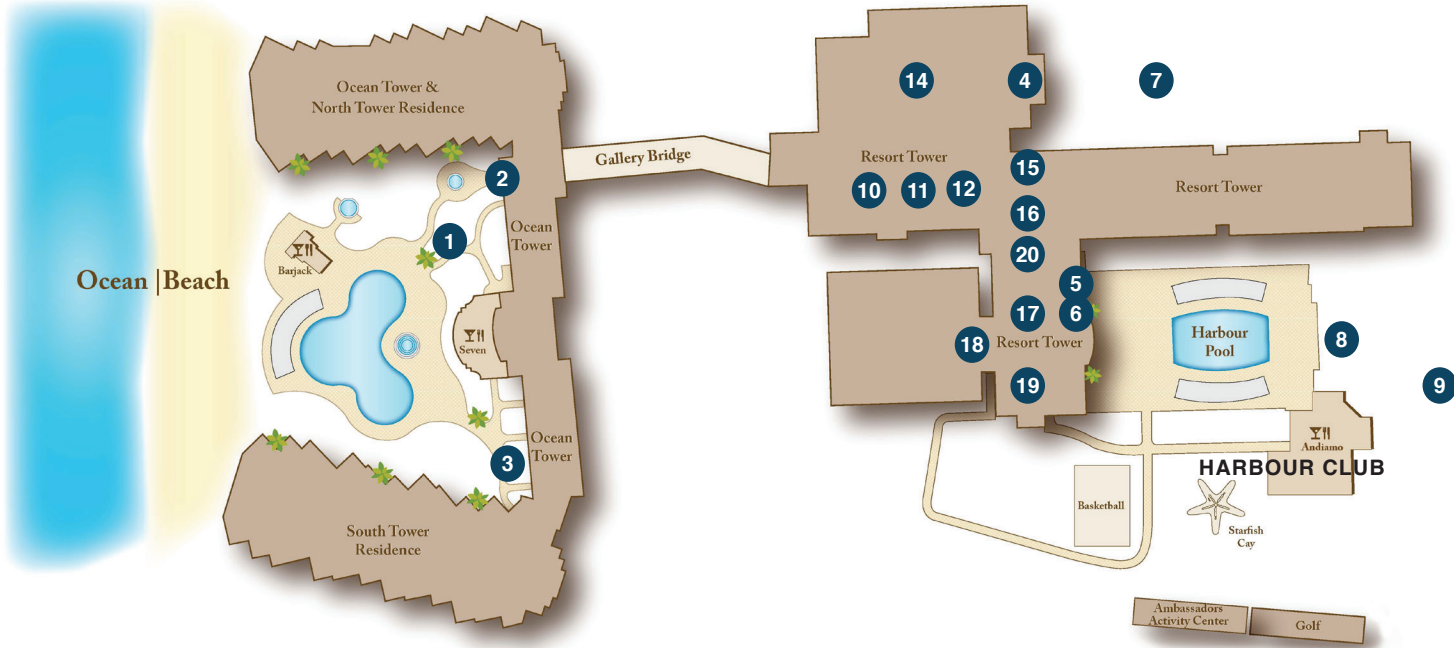 Ocean Tower &
North Tower Residence
14
4
7
Gallery Bridge
Resort Tower
15
Resort Tower
2
10
11
12
16
Ocean
Tower
1
20
Barjack
Ocean | Beach
5
17
6
Harbour
Pool
Seven
18
Resort Tower
8
19
9
Ocean
Tower
3
Andiamo
HARBOUR CLUB
Basketball
Starfish
Cay
South Tower
Residence
Ambassadors
Activity Center
Golf